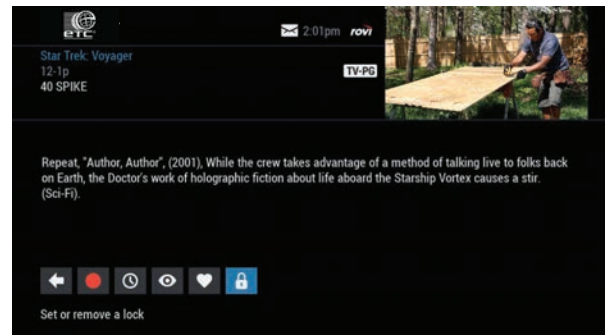 etc
2:01pm rovi
Star Trek: Voyager
12-1p TV-PG
40 SPIKE
Repeat, "Author, Author", (2001), While the crew takes advantage of a method of talking live to folks back
on Earth, the Doctor's work of holographic fiction about life aboard the Starship Vortex causes a stir.
(Sci-Fi).
Set or remove a lock